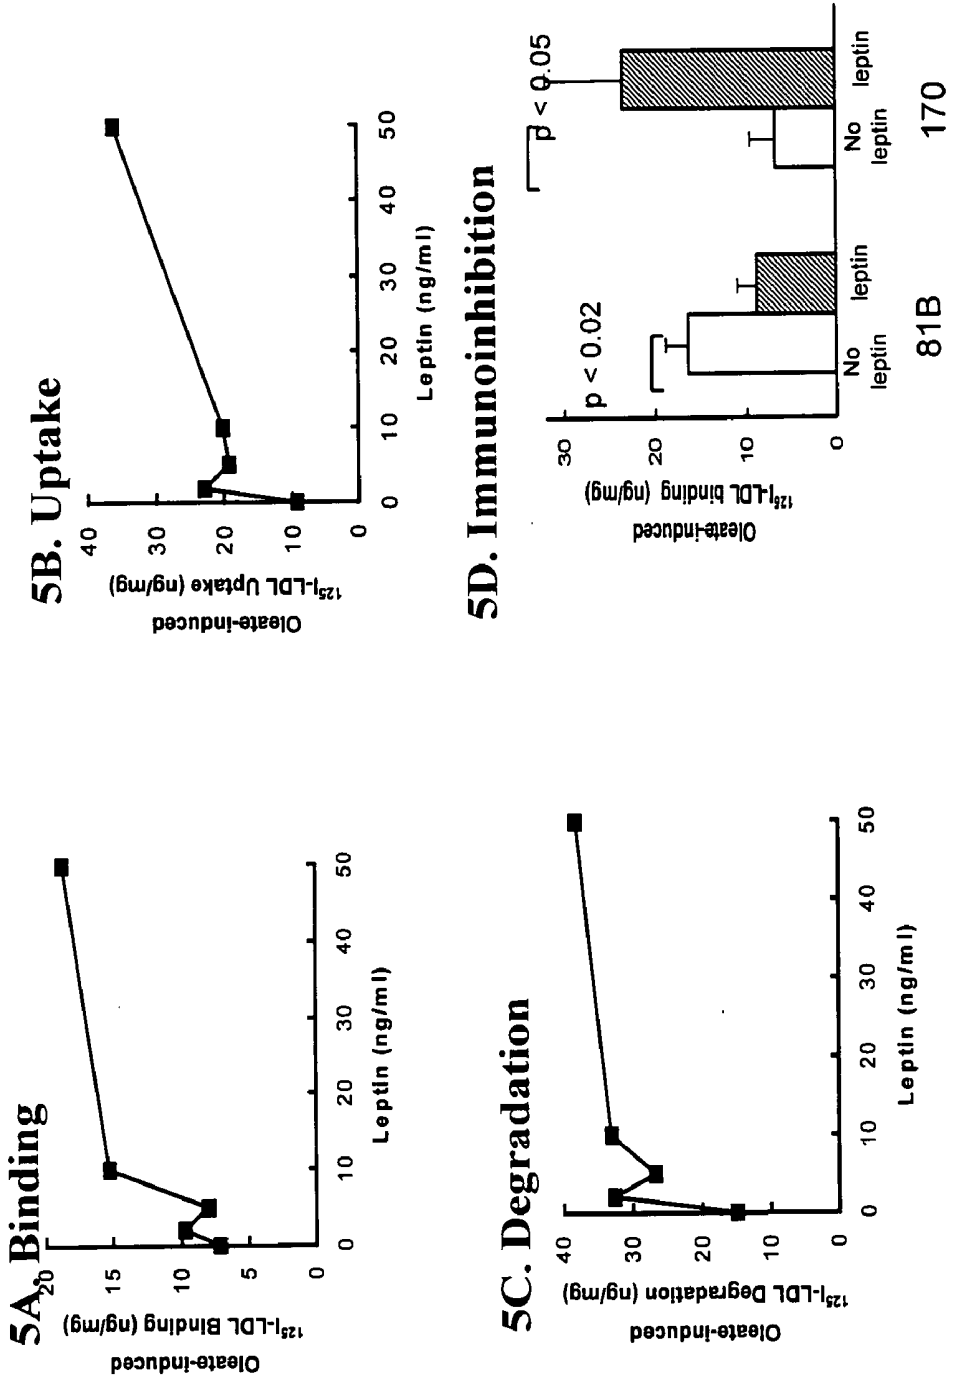 5A. Binding
Oleate-induced
¹²⁵I-LDL Binding (ng/mg)
20
15
10
5
0
0 10 20 30 40 50
Leptin (ng/ml)
5B. Uptake
Oleate-induced
¹²⁵I-LDL Uptake (ng/mg)
40
30
20
10
0
0 10 20 30 40 50
Leptin (ng/ml)
5C. Degradation
Oleate-induced
¹²⁵I-LDL Degradation (ng/mg)
40
30
20
10
0
0 10 20 30 40 50
Leptin (ng/ml)
5D. Immunoinhibition
Oleate-induced
¹²⁵I-LDL binding (ng/mg)
30
20
10
0
p < 0.02
p < 0.05
No leptin No leptin
leptin leptin
81B 170